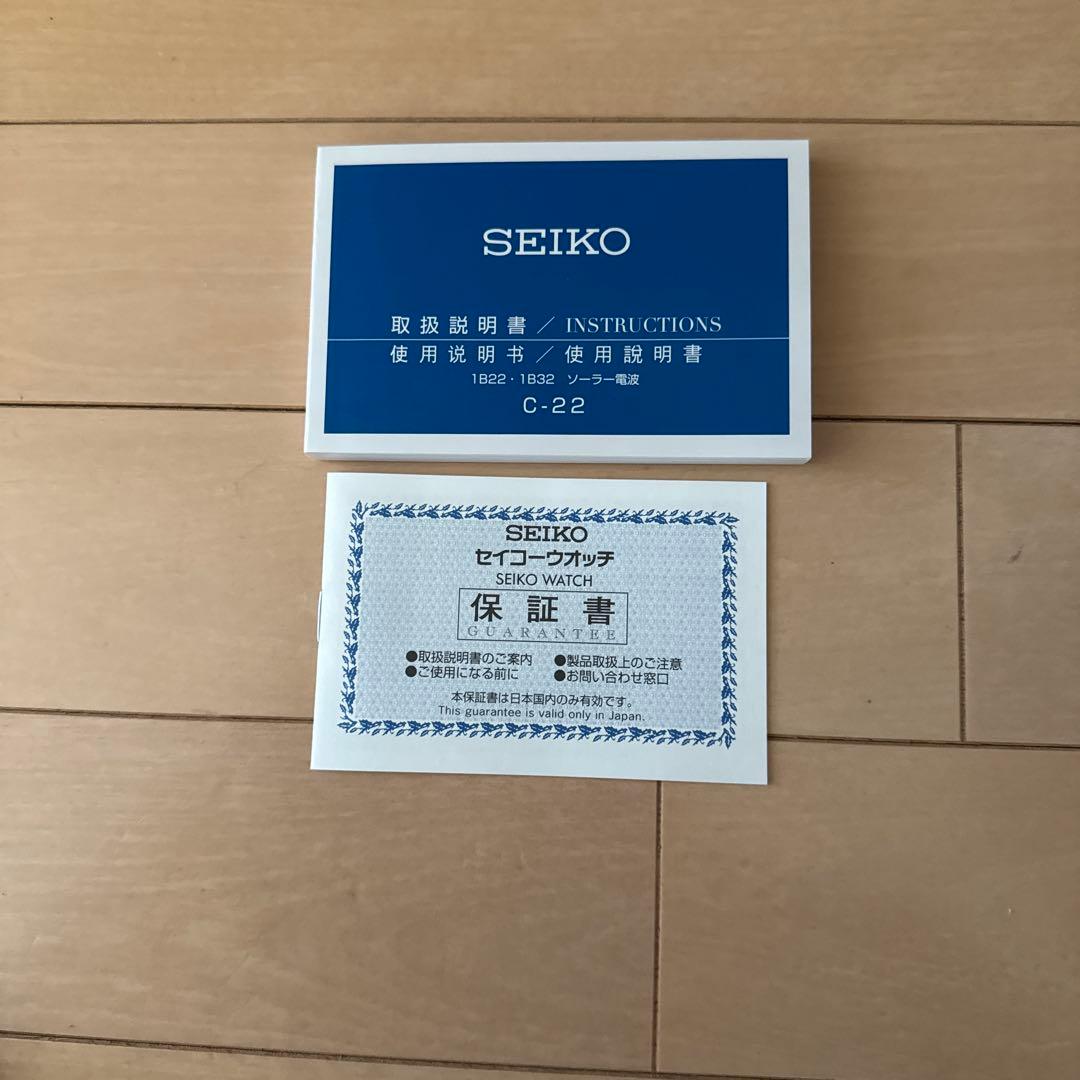 SEIKO
取扱説明書／INSTRUCTIONS
使用说明书／使用說明書
1B22・1B32 ソーラー電波
C-22
SEIKO
セイコーウオッチ
SEIKO WATCH
保証書
GUARANTEE
●取扱説明書のご案内 ●製品取扱上のご注意
●ご使用になる前に ●お問い合わせ窓口
本保証書は日本国内のみ有効です。
This guarantee is valid only in Japan.